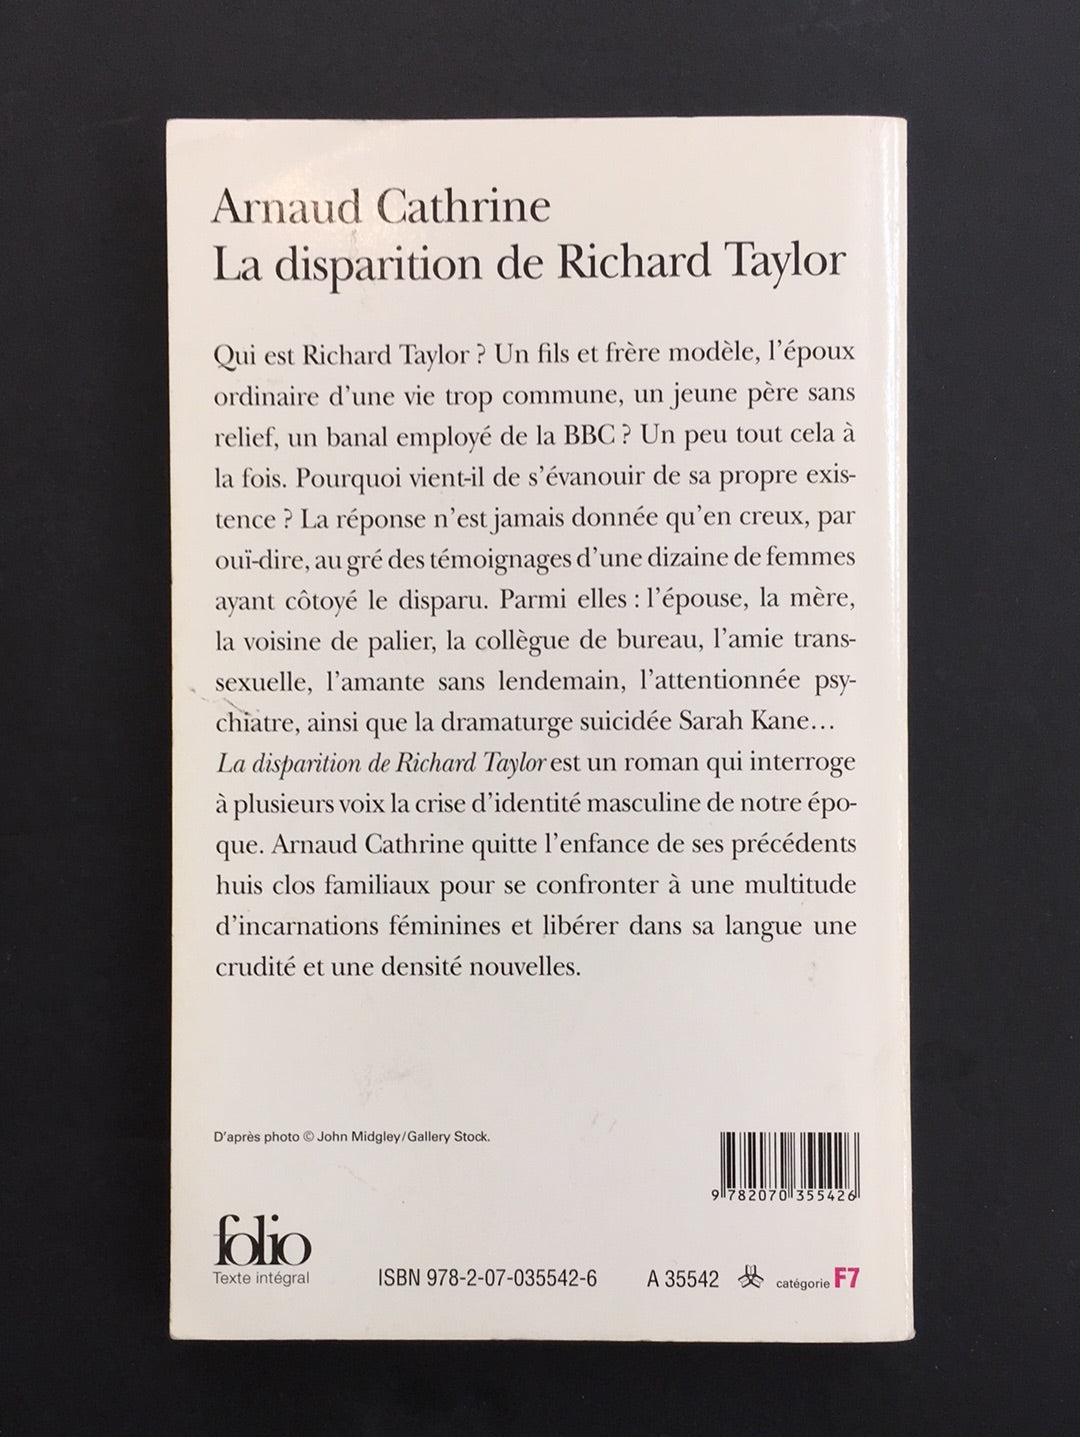 Arnaud Cathrine
La disparition de Richard Taylor
Qui est Richard Taylor ? Un fils et frère modèle, l'époux
ordinaire d'une vie trop commune, un jeune père sans
relief, un banal employé de la BBC ? Un peu tout cela à
la fois. Pourquoi vient-il de s'évanouir de sa propre exis-
tence ? La réponse n'est jamais donnée qu'en creux, par
ouï-dire, au gré des témoignages d'une dizaine de femmes
ayant côtoyé le disparu. Parmi elles : l'épouse, la mère,
la voisine de palier, la collègue de bureau, l'amie trans-
sexuelle, l'amante sans lendemain, l'attentionnée psy-
chiatre, ainsi que la dramaturge suicidée Sarah Kane...
La disparition de Richard Taylor est un roman qui interroge
à plusieurs voix la crise d'identité masculine de notre épo-
que. Arnaud Cathrine quitte l'enfance de ses précédents
huis clos familiaux pour se confronter à une multitude
d'incarnations féminines et libérer dans sa langue une
crudité et une densité nouvelles.
D'après photo © John Midgley/Gallery Stock.
9 782070 355426
folio
Texte intégral
ISBN 978-2-07-035542-6 A 35542 catégorie F7